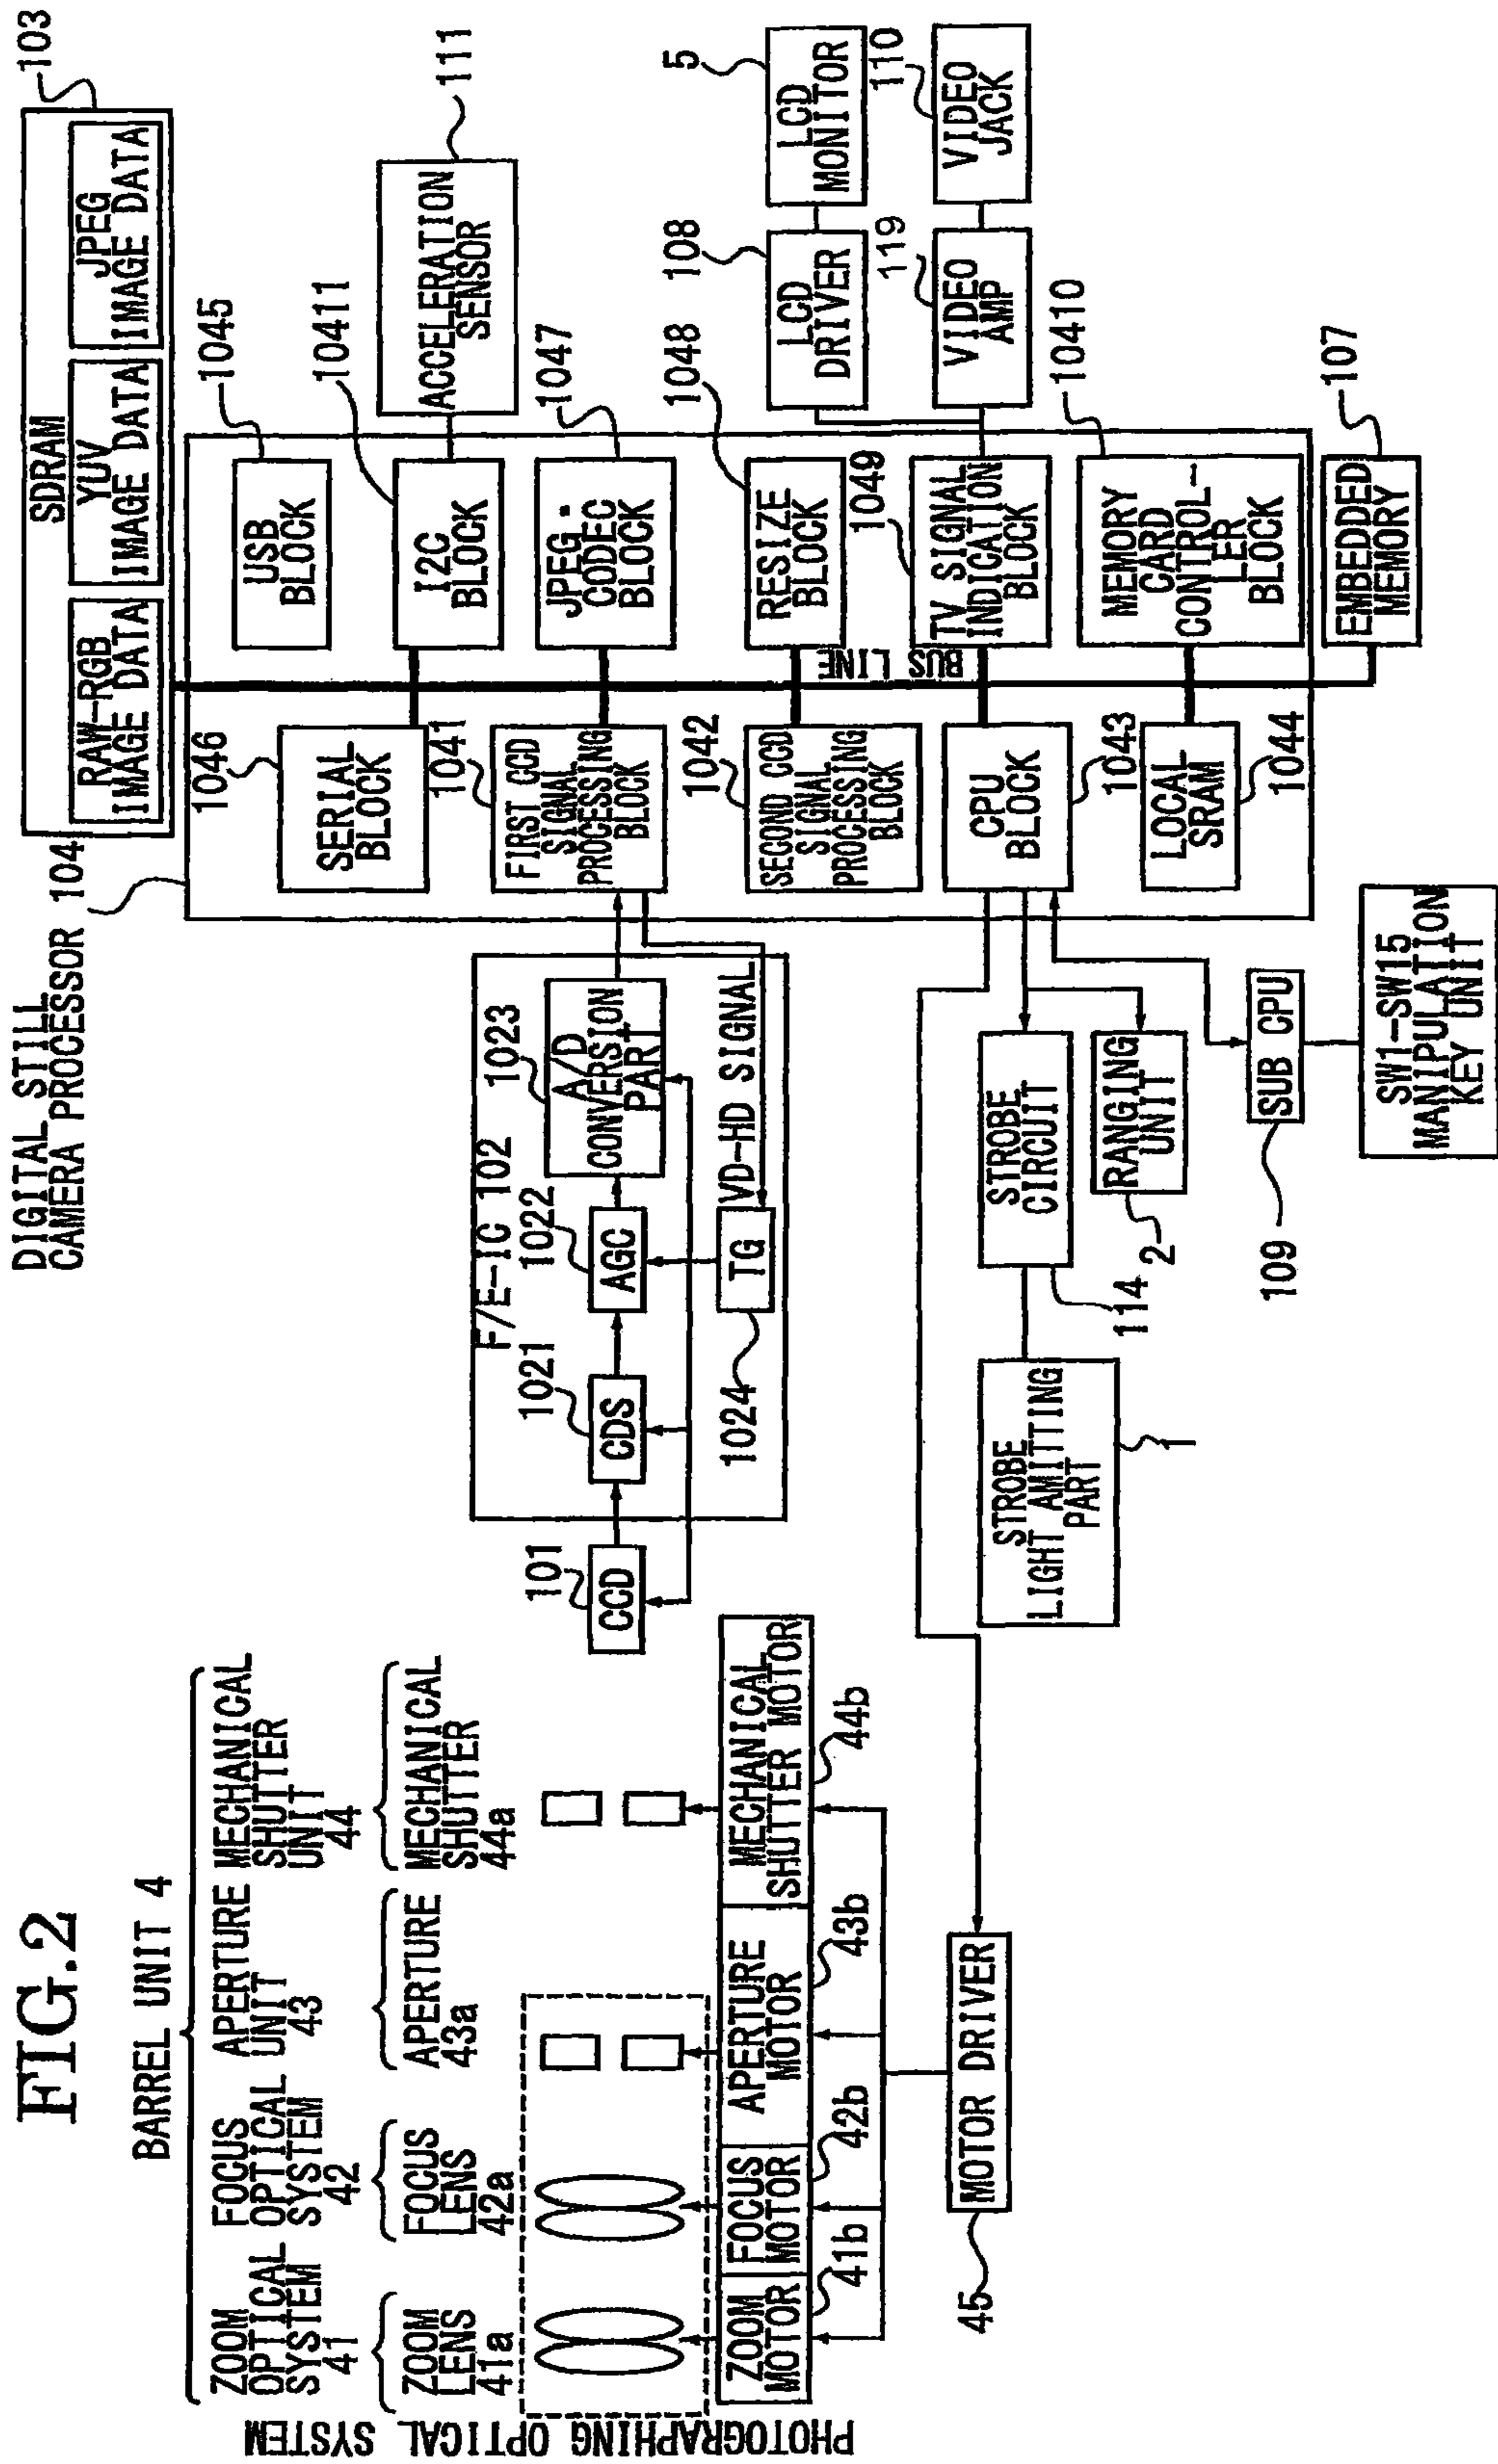 FIG.2
BARREL UNIT 4
ZOOM
OPTICAL
SYSTEM
41
FOCUS
OPTICAL
SYSTEM
42
APERTURE
UNIT
43
MECHANICAL
SHUTTER
UNIT
44
ZOOM
LENS
41a
FOCUS
LENS
42a
APERTURE
43a
MECHANICAL
SHUTTER
44a
PHOTOGRAPHING OPTICAL SYSTEM
ZOOM
MOTOR
FOCUS
MOTOR
APERTURE
MOTOR
MECHANICAL
SHUTTER MOTOR
41b
42b
43b
44b
MOTOR DRIVER
45
101
CCD
F/E-IC 102
1021
CDS
1022
AGC
1023
A/D
CONVERSION
PART
TG
1024
VD-HD SIGNAL
STROBE
LIGHT AMITTING
PART
1
STROBE
CIRCUIT
114
RANGING
UNIT
2
SUB CPU
109
SW1-SW15
MANIPULATION
KEY UNIT
DIGITAL STILL
CAMERA PROCESSOR 104
SDRAM
103
RAW-RGB
IMAGE DATA
YUV
IMAGE DATA
JPEG
IMAGE DATA
1046
SERIAL
BLOCK
1041
FIRST CCD
SIGNAL
PROCESSING
BLOCK
1042
SECOND CCD
SIGNAL
PROCESSING
BLOCK
CPU
BLOCK
1043
LOCAL
SRAM
1044
BUS LINE
1045
USB
BLOCK
10411
I2C
BLOCK
1047
JPEG·
CODEC
BLOCK
1048
RESIZE
BLOCK
1049
TV SIGNAL
INDICATION
BLOCK
10410
MEMORY
CARD
CONTROL-
LER
BLOCK
107
EMBEDDED
MEMORY
111
ACCELERATION
SENSOR
108
LCD
DRIVER
5
LCD
MONITOR
119
VIDEO
AMP
110
VIDEO
JACK